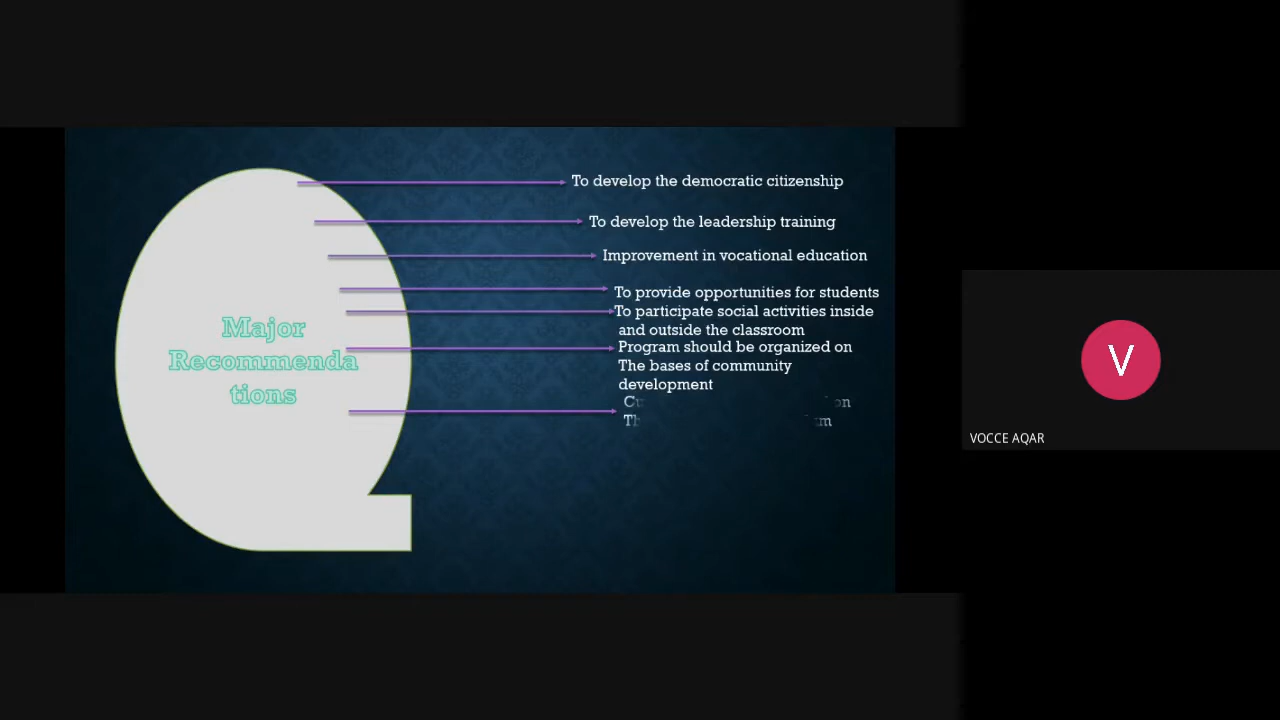 Major
Recommenda
tions
To develop the democratic citizenship
To develop the leadership training
Improvement in vocational education
To provide opportunities for students
To participate social activities inside
and outside the classroom
Program should be organized on
The bases of community
development
on
V
VOCCE AQAR